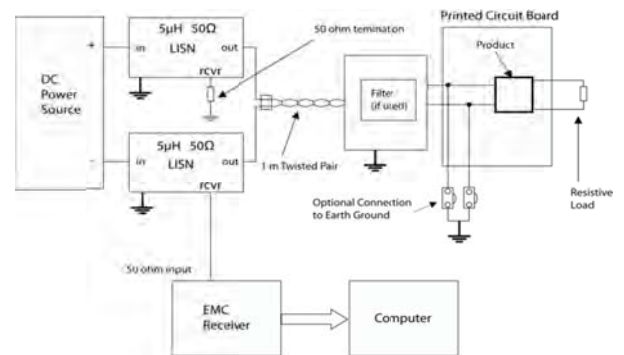 Printed Circuit Board
5μH 50Ω
LISN
in
out
RCVR
50 ohm temination
Product
+
DC
Power
Source
Filter
(if used)
5μH 50Ω
LISN
-
in
out
RCVR
1 m Twisted Pair
Optional Connection
to Earth Ground
Resistive
Load
50 ohm input
EMC
Receiver
Computer